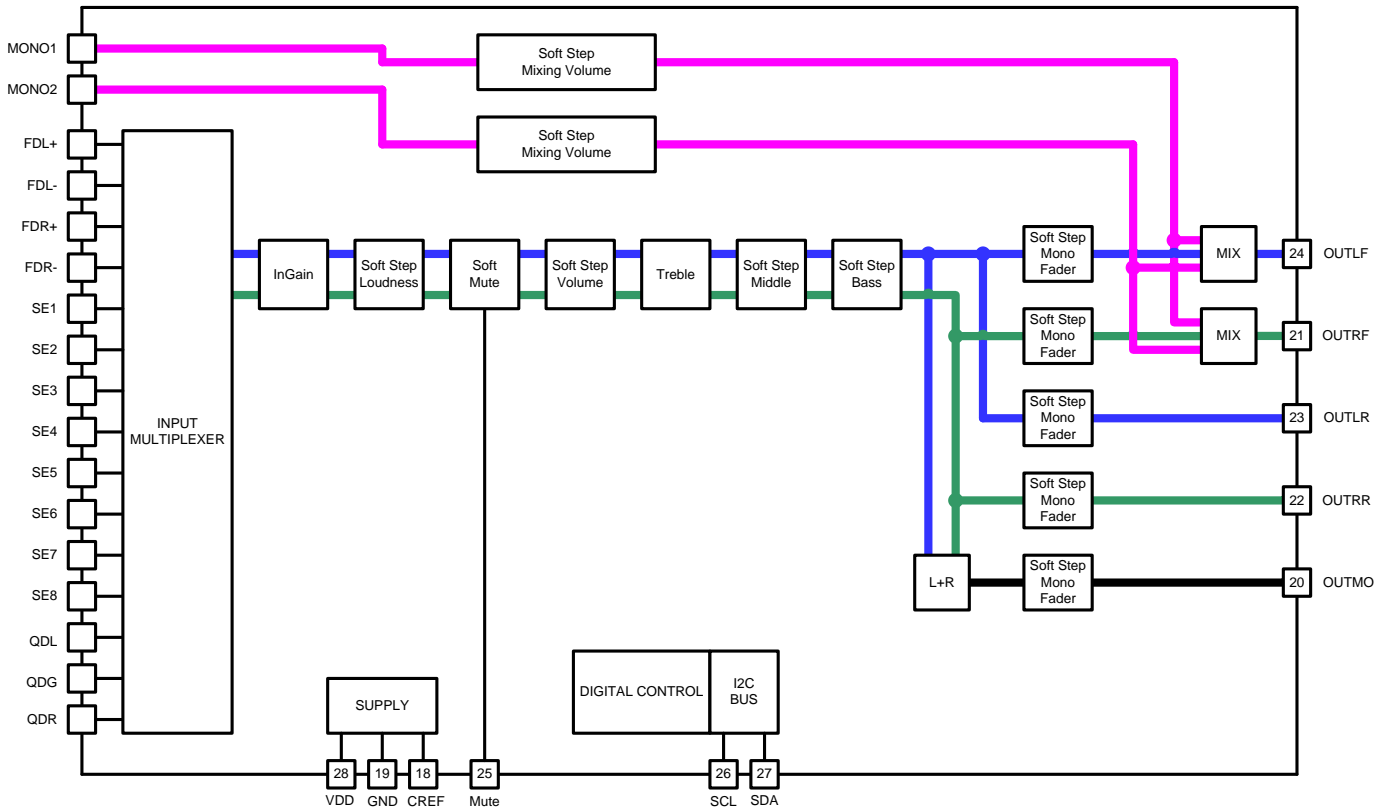 MONO1
Soft Step
Mixing Volume
MONO2
Soft Step
Mixing Volume
FDL+
FDL-
FDR+
FDR-
SE1
SE2
SE3
SE4
SE5
SE6
SE7
SE8
QDL
QDG
QDR
INPUT
MULTIPLEXER
InGain
Soft Step
Loudness
Soft
Mute
Soft Step
Volume
Treble
Soft Step
Middle
Soft Step
Bass
Soft Step
Mono
Fader
MIX
24
OUTLF
Soft Step
Mono
Fader
MIX
21
OUTRF
Soft Step
Mono
Fader
23
OUTLR
Soft Step
Mono
Fader
22
OUTRR
L+R
Soft Step
Mono
Fader
20
OUTMO
SUPPLY
DIGITAL CONTROL
I2C
BUS
28
19
18
25
26
27
VDD
GND
CREF
Mute
SCL
SDA